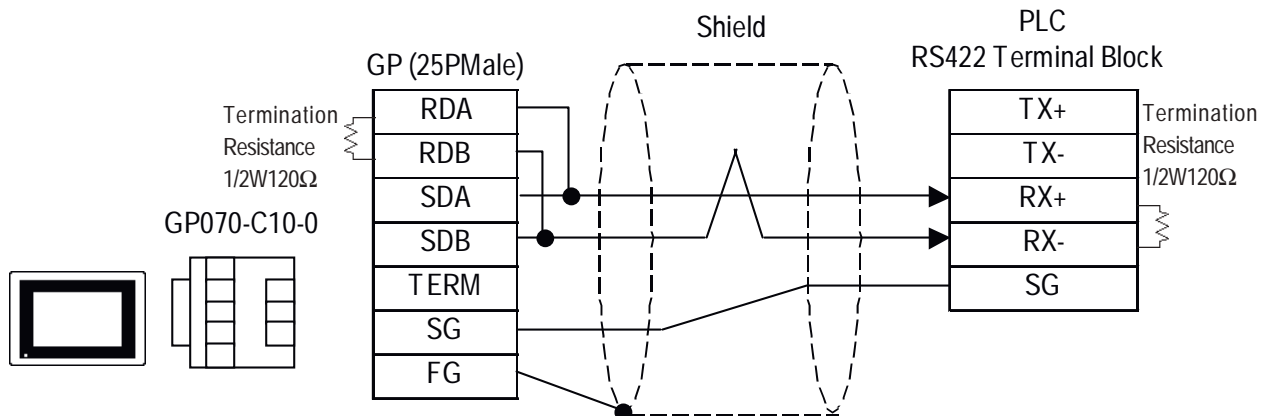 Shield
PLC
RS422 Terminal Block
GP (25PMale)
Termination
Resistance
1/2W120Ω
GP070-C10-0
RDA
RDB
SDA
SDB
TERM
SG
FG
TX+
TX-
RX+
RX-
SG
Termination
Resistance
1/2W120Ω